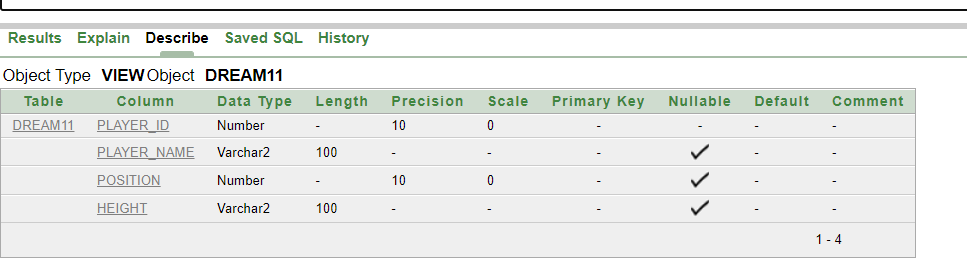 Results Explain Describe Saved SQL History
Object Type VIEW Object DREAM11
Table Column Data Type Length Precision Scale Primary Key Nullable Default Comment
DREAM11 PLAYER_ID Number - 10 0 - - - -
PLAYER_NAME Varchar2 100 - - - ✓ - -
POSITION Number - 10 0 - ✓ - -
HEIGHT Varchar2 100 - - - ✓ - -
1 - 4